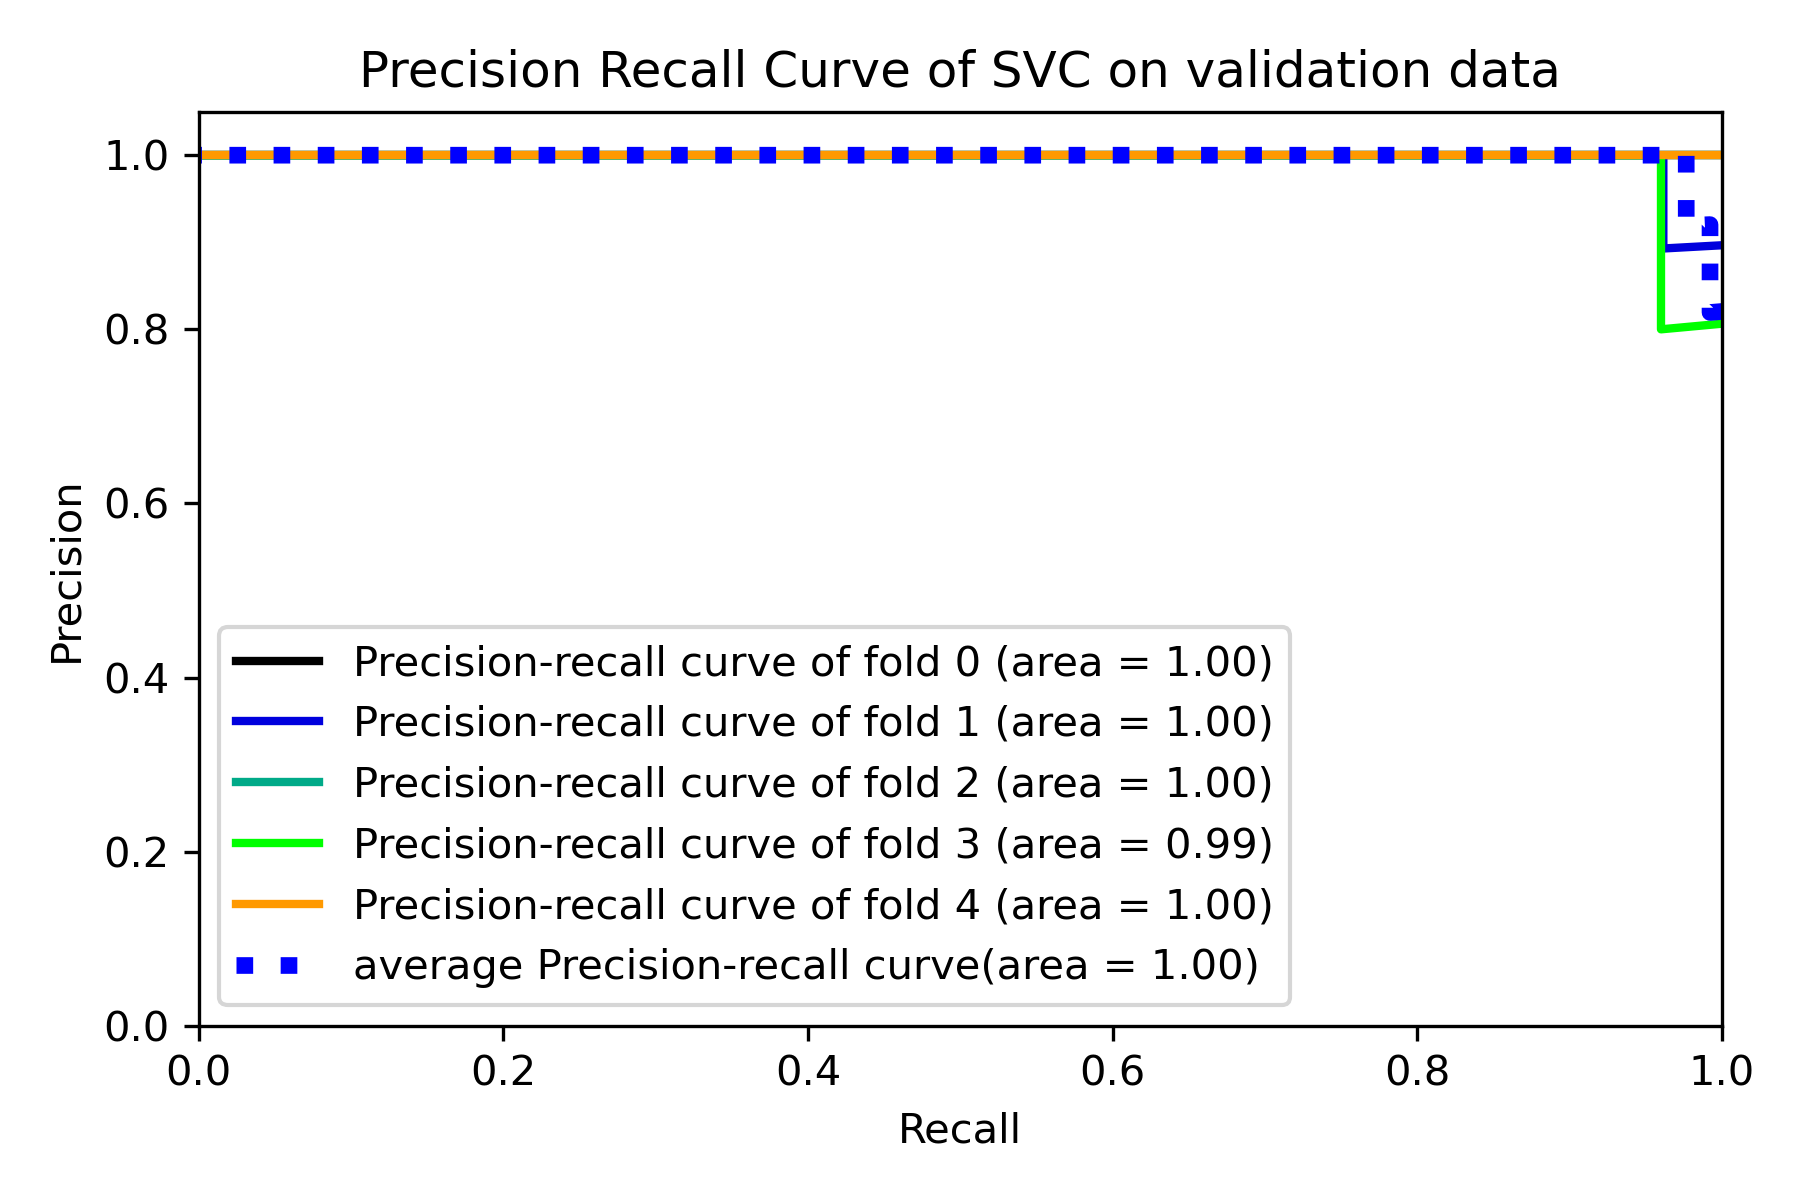 Precision Recall Curve of SVC on validation data
1.0
0.8
0.6
0.4
0.2
0.0
Precision
Precision-recall curve of fold 0 (area = 1.00)
Precision-recall curve of fold 1 (area = 1.00)
Precision-recall curve of fold 2 (area = 1.00)
Precision-recall curve of fold 3 (area = 0.99)
Precision-recall curve of fold 4 (area = 1.00)
average Precision-recall curve(area = 1.00)
0.0 0.2 0.4 0.6 0.8 1.0
Recall